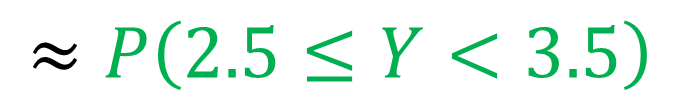 ≈ P(2.5 ≤ Y < 3.5)